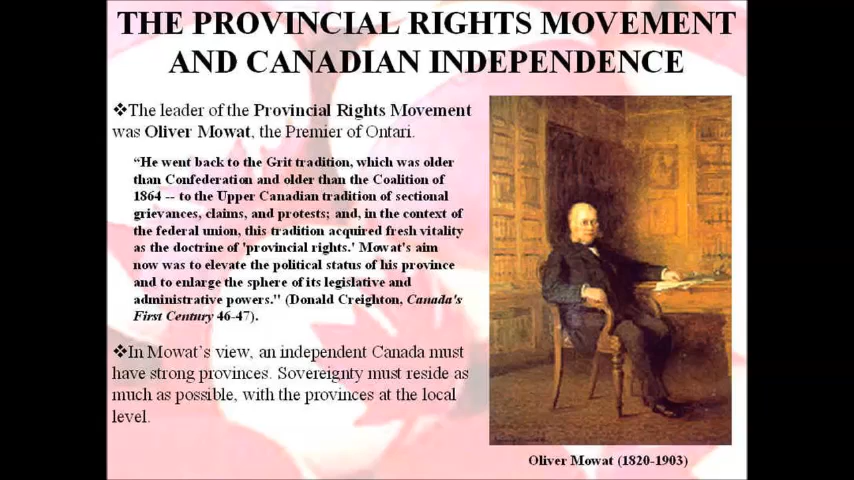 THE PROVINCIAL RIGHTS MOVEMENT
AND CANADIAN INDEPENDENCE
❖The leader of the Provincial Rights Movement
was Oliver Mowat, the Premier of Ontari.
“He went back to the Grit tradition, which was older
than Confederation and older than the Coalition of
1864 -- to the Upper Canadian tradition of sectional
grievances, claims, and protests; and, in the context of
the federal union, this tradition acquired fresh vitality
as the doctrine of 'provincial rights.' Mowat's aim
now was to elevate the political status of his province
and to enlarge the sphere of its legislative and
administrative powers." (Donald Creighton, Canada's
First Century 46-47).
❖In Mowat’s view, an independent Canada must
have strong provinces. Sovereignty must reside as
much as possible, with the provinces at the local
level.
Oliver Mowat (1820-1903)